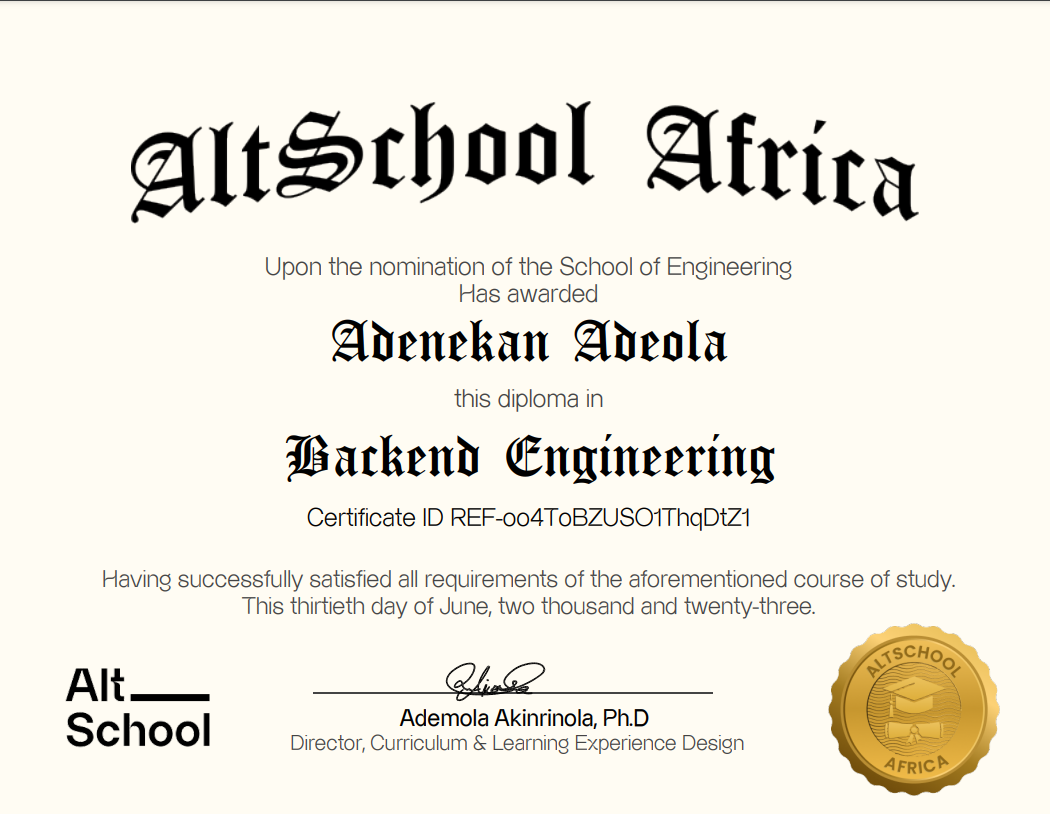 AltSchool Africa
Upon the nomination of the School of Engineering
Has awarded
Adenekan Adeola
this diploma in
Backend Engineering
Certificate ID REF-oo4ToBZUSO1ThqDtZ1
Having successfully satisfied all requirements of the aforementioned course of study.
This thirtieth day of June, two thousand and twenty-three.
Alt
School
Ademola Akinrinola, Ph.D
Director, Curriculum & Learning Experience Design
ALTSCHOOL
AFRICA